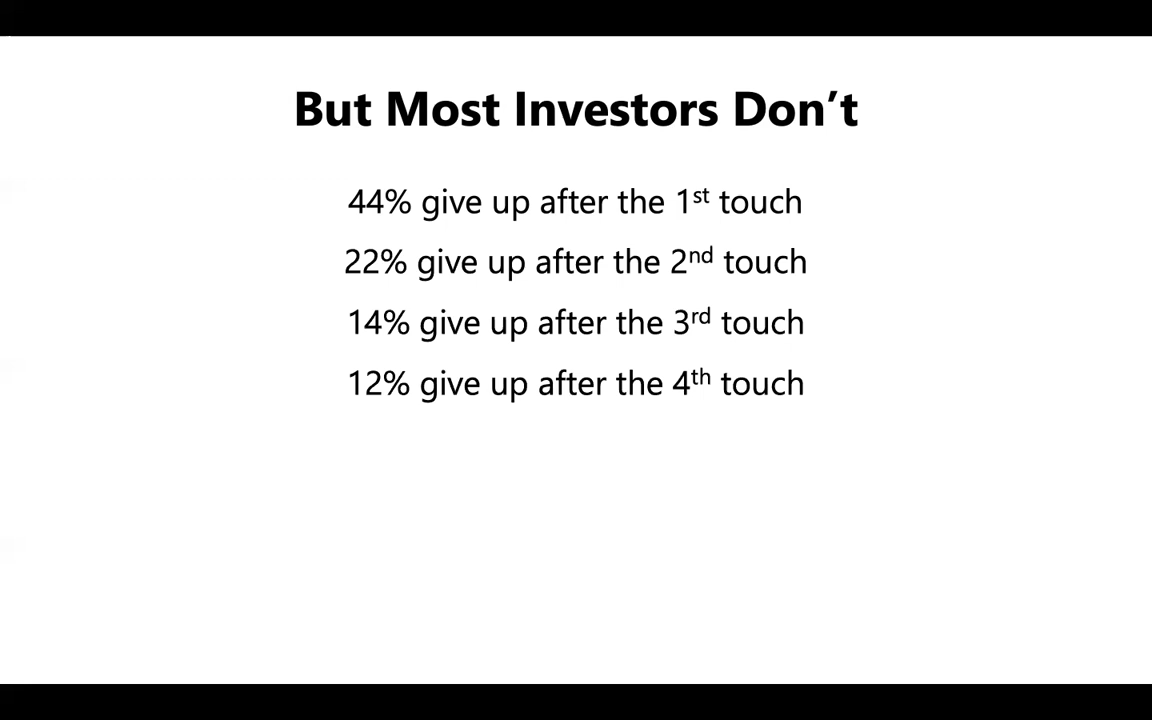 But Most Investors Don’t
44% give up after the 1st touch
22% give up after the 2nd touch
14% give up after the 3rd touch
12% give up after the 4th touch